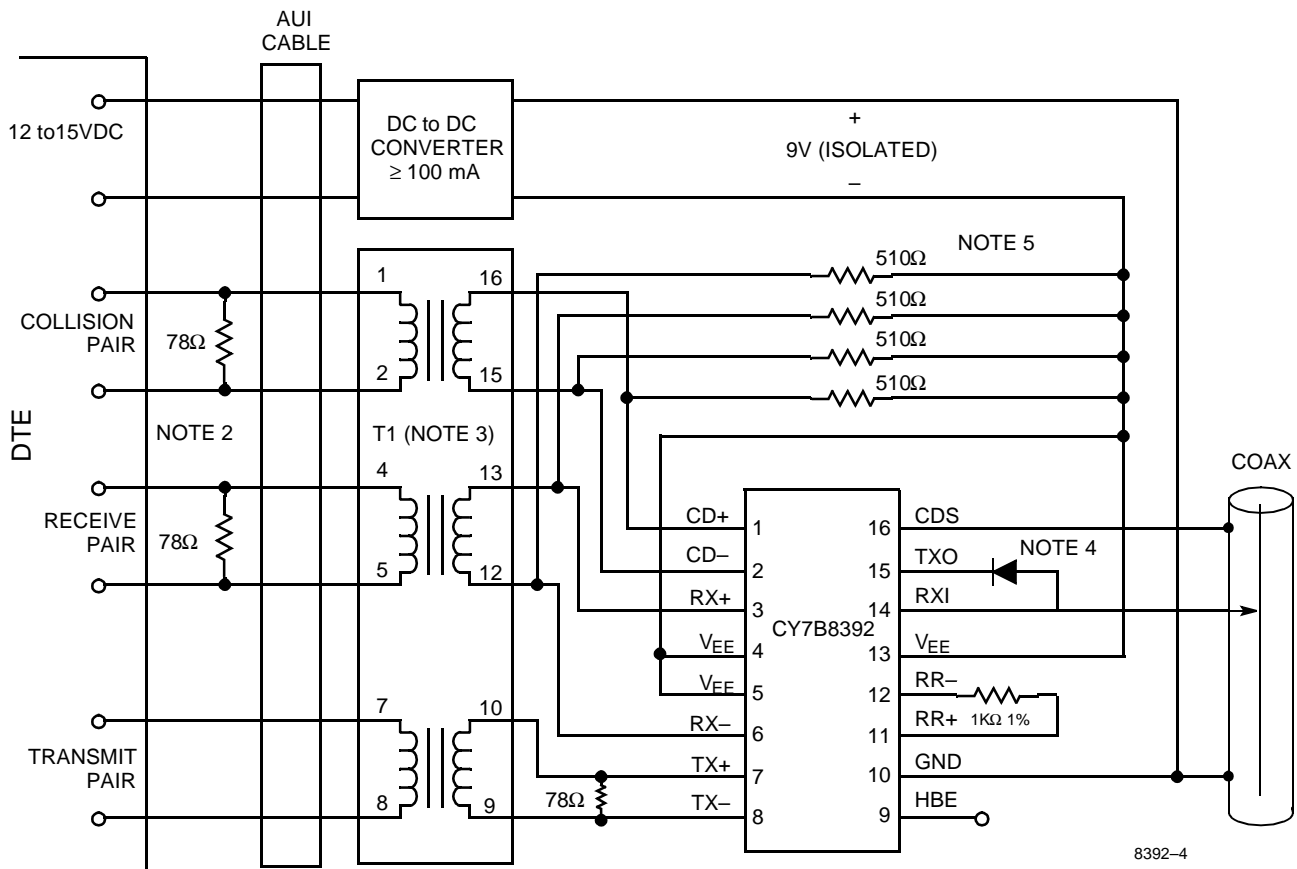 AUI
CABLE
12 to15VDC
DC to DC
CONVERTER
≥ 100 mA
+
9V (ISOLATED)
–
NOTE 5
510Ω
510Ω
510Ω
510Ω
COLLISION
PAIR
78Ω
1
2
16
15
DTE
NOTE 2
T1 (NOTE 3)
RECEIVE
PAIR
78Ω
4
5
13
12
TRANSMIT
PAIR
7
8
10
9
78Ω
CD+
CD–
RX+
VEE
VEE
RX–
TX+
TX–
1
2
3
4
5
6
7
8
CY7B8392
16
15
14
13
12
11
10
9
CDS
TXO
RXI
VEE
RR–
RR+
GND
HBE
NOTE 4
1KΩ 1%
COAX
8392–4